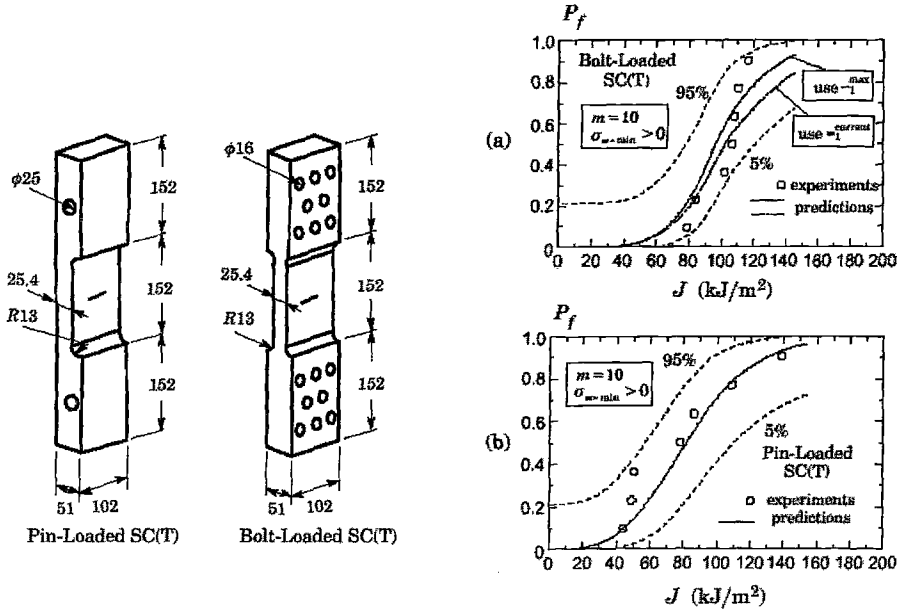 φ25
152
25.4
152
R13
152
51
102
Pin-Loaded SC(T)
φ16
152
25.4
152
R13
152
51
102
Bolt-Loaded SC(T)
(a)
P_f
1.0
0.8
0.6
0.4
0.2
0
Bolt-Loaded
SC(T)
m = 10
> 0
95%
5%
use
max
use
current
experiments
predictions
0 20 40 60 80 100 120 140 160 180 200
J (kJ/m²)
(b)
P_f
1.0
0.8
0.6
0.4
0.2
0
m = 10
> 0
95%
5%
Pin-Loaded
SC(T)
experiments
predictions
0 20 40 60 80 100 120 140 160 180 200
J (kJ/m²)